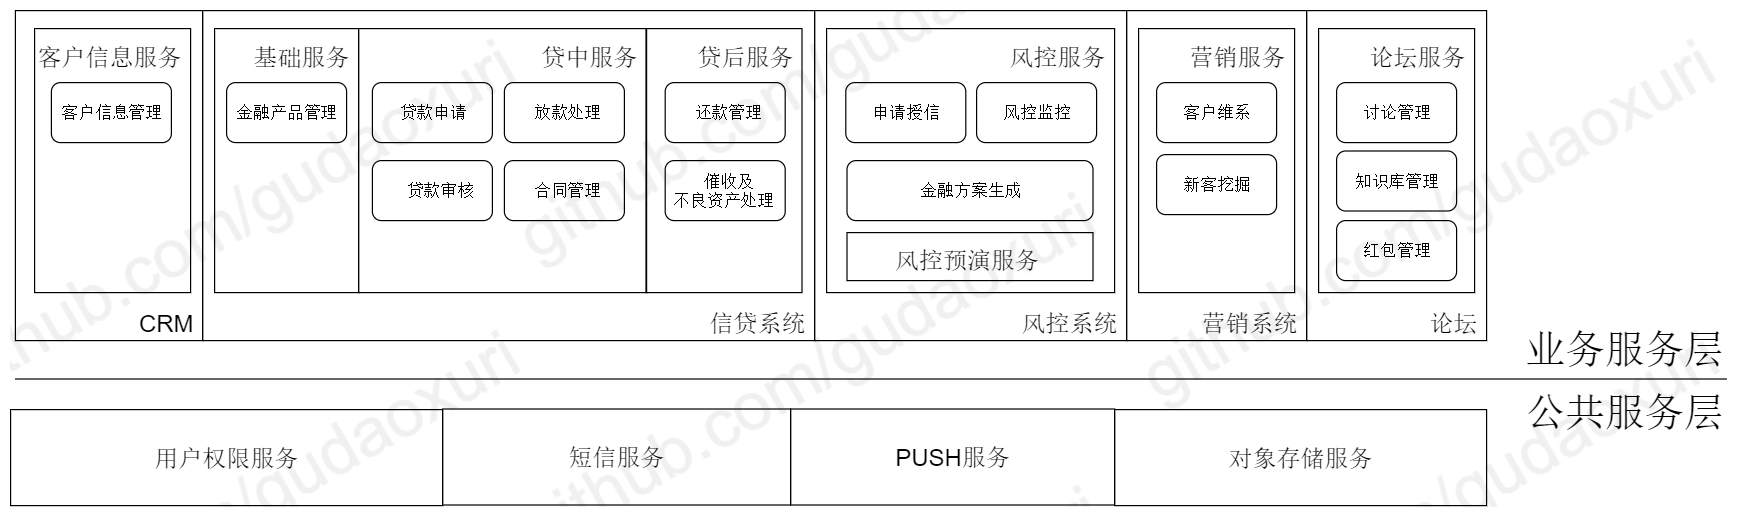 客户信息服务
客户信息管理
CRM
基础服务
金融产品管理
贷中服务
贷款申请
放款处理
贷款审核
合同管理
贷后服务
还款管理
催收及
不良资产处理
信贷系统
风控服务
申请授信
风控监控
金融方案生成
风控预演服务
风控系统
营销服务
客户维系
新客挖掘
营销系统
论坛服务
讨论管理
知识库管理
红包管理
论坛
业务服务层
公共服务层
用户权限服务
短信服务
PUSH服务
对象存储服务
github.com/gudaoxuri
github.com/gudaoxuri
github.com/gudaoxuri